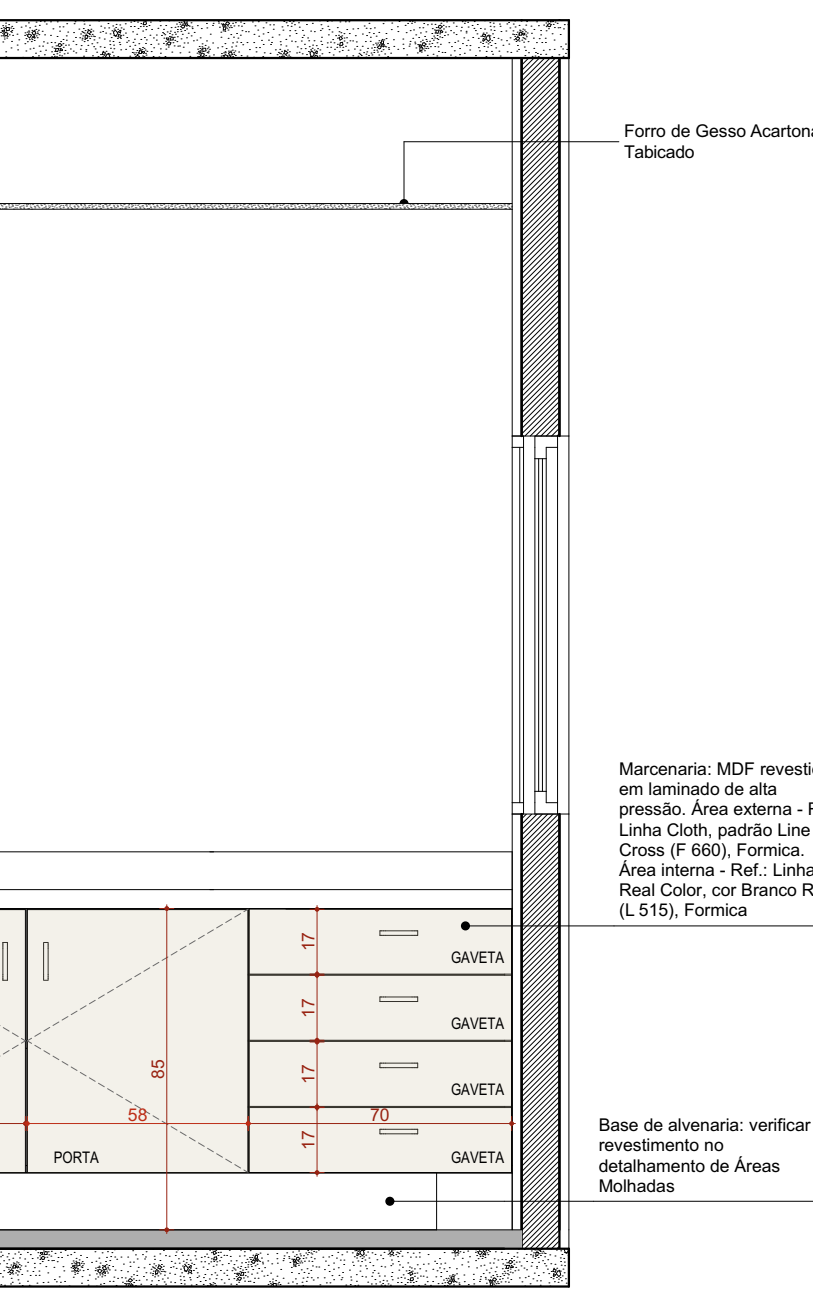 Forro de Gesso
Tabicado
Marcenaria: MDF
em laminado de alta
pressão. Área externa -
Linha Cloth, padrão Line
Cross (F 660), Formica.
Área interna - Ref.: Linha
Real Color, cor Branco
(L 515), Formica
17
GAVETA
17
GAVETA
85
17
GAVETA
58
70
17
PORTA
GAVETA
Base de alvenaria: verificar
revestimento no
detalhamento de Áreas
Molhadas